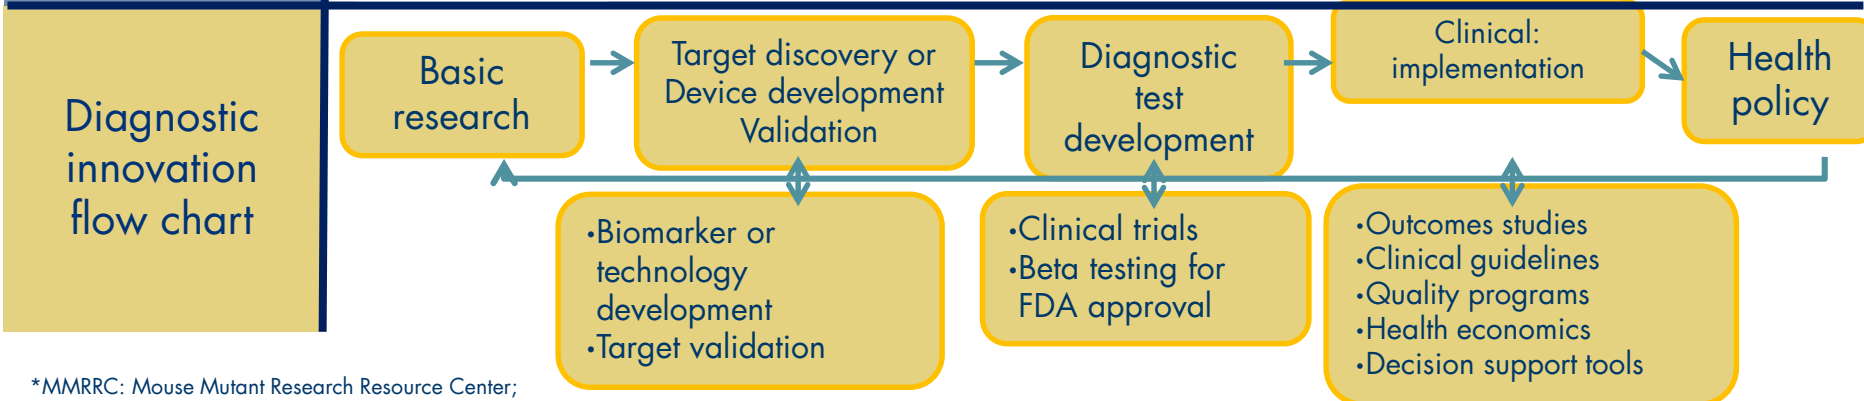 Diagnostic
innovation
flow chart
Basic
research
Target discovery or
Device development
Validation
Diagnostic
test
development
Clinical:
implementation
Health
policy
•Biomarker or
technology
development
•Target validation
•Clinical trials
•Beta testing for
FDA approval
•Outcomes studies
•Clinical guidelines
•Quality programs
•Health economics
•Decision support tools
*MMRRC: Mouse Mutant Research Resource Center;